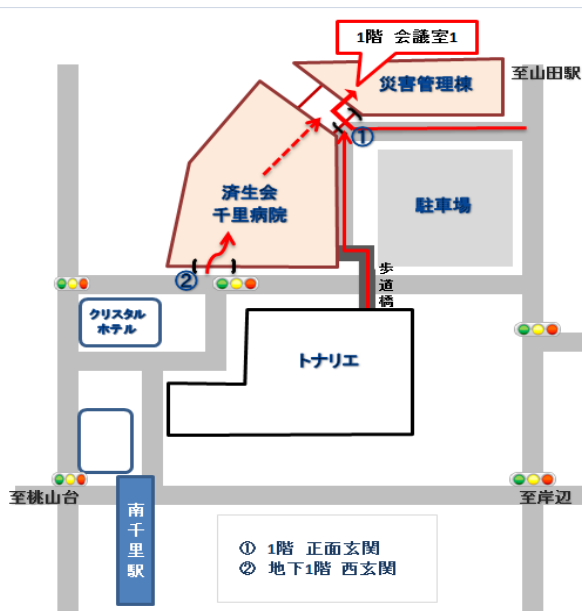 1階 会議室1
至山田駅
災害管理棟
①
済生会
千里病院
駐車場
②
歩道橋
クリスタル
ホテル
トナリエ
至桃山台
至岸辺
南千里駅
① 1階 正面玄関
② 地下1階 西玄関